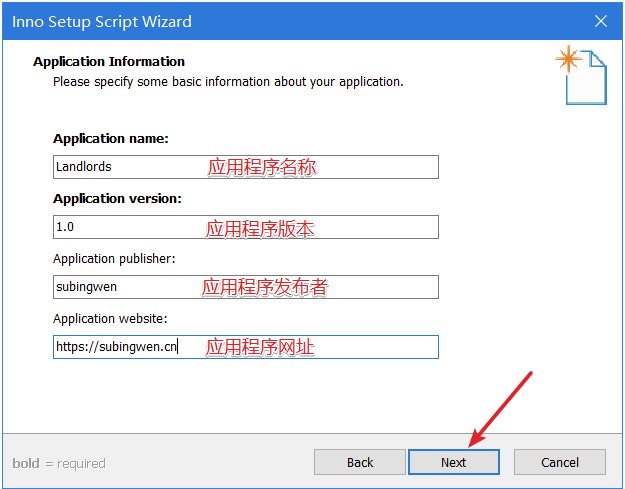 Inno Setup Script Wizard
Application Information
Please specify some basic information about your application.
Application name:
Landlords 应用程序名称
Application version:
1.0 应用程序版本
Application publisher:
subingwen 应用程序发布者
Application website:
https://subingwen.cn 应用程序网址
bold = required Back Next Cancel